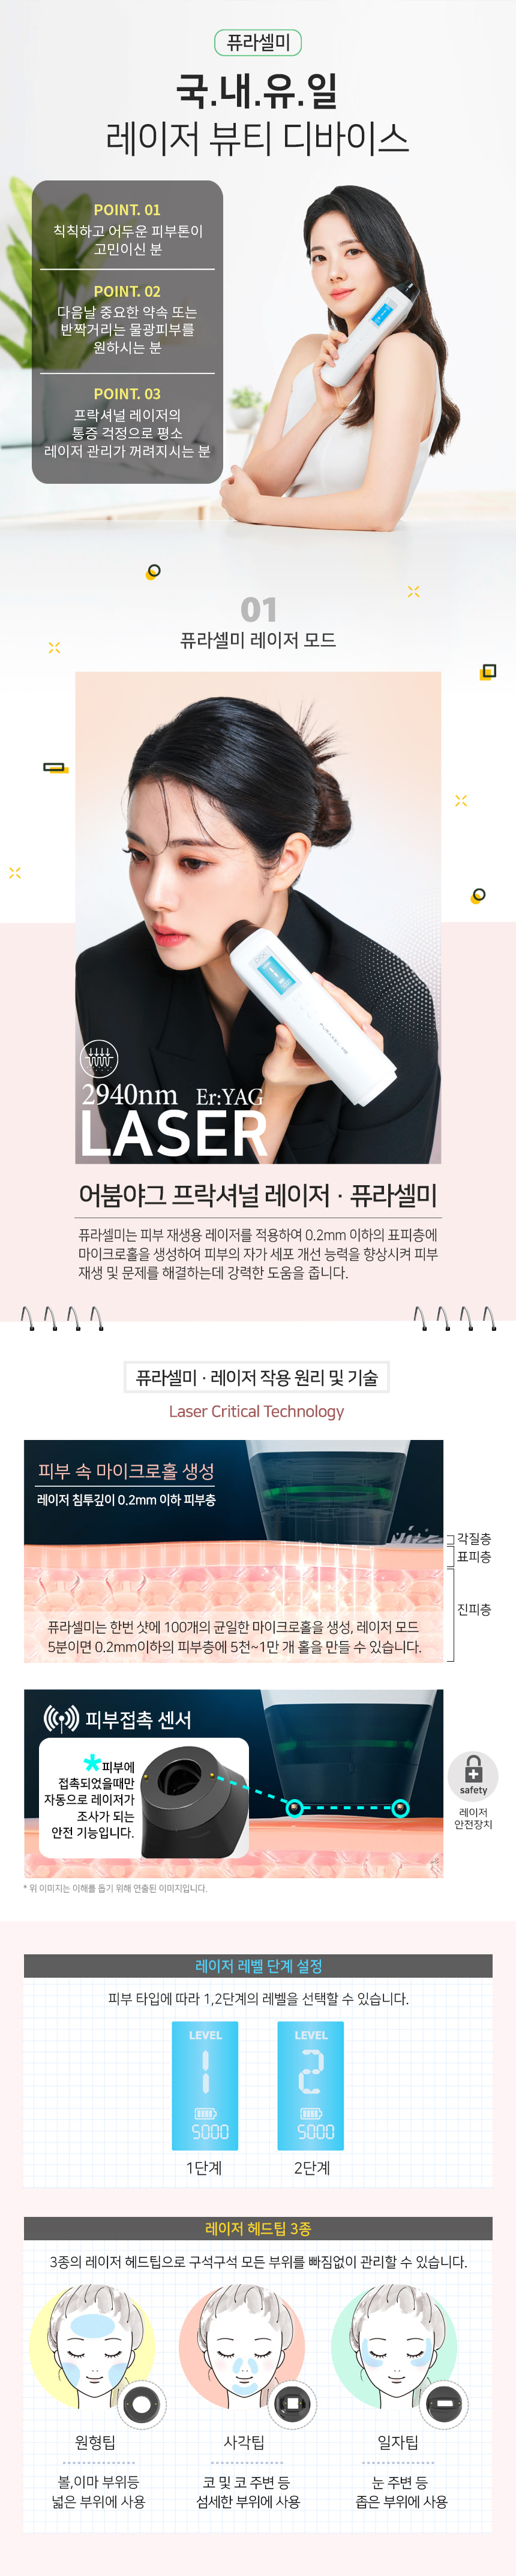 퓨라셀미
국.내.유.일
레이저 뷰티 디바이스
POINT. 01
칙칙하고 어두운 피부톤이
고민이신 분
POINT. 02
다음날 중요한 약속 또는
반짝거리는 물광피부를
원하시는 분
POINT. 03
프락셔널 레이저의
통증 걱정으로 평소
레이저 관리가 꺼려지시는 분
01
퓨라셀미 레이저 모드
2940nm Er:YAG
LASER
어붐야그 프락셔널 레이저 · 퓨라셀미
퓨라셀미는 피부 재생용 레이저를 적용하여 0.2mm 이하의 표피층에
마이크로홀을 생성하여 피부의 자가 세포 개선 능력을 향상시켜 피부
재생 및 문제를 해결하는데 강력한 도움을 줍니다.
퓨라셀미 · 레이저 작용 원리 및 기술
Laser Critical Technology
피부 속 마이크로홀 생성
레이저 침투깊이 0.2mm 이하 피부층
각질층
표피층
진피층
퓨라셀미는 한번 샷에 100개의 균일한 마이크로홀을 생성, 레이저 모드
5분이면 0.2mm이하의 피부층에 5천~1만 개 홀을 만들 수 있습니다.
피부접촉 센서
*피부에
접촉되었을때만
자동으로 레이저가
조사가 되는
안전 기능입니다.
safety
레이저
안전장치
* 위 이미지는 이해를 돕기 위해 연출된 이미지입니다.
레이저 레벨 단계 설정
피부 타입에 따라 1,2단계의 레벨을 선택할 수 있습니다.
LEVEL LEVEL
1 2
5000 5000
1단계 2단계
레이저 헤드팁 3종
3종의 레이저 헤드팁으로 구석구석 모든 부위를 빠짐없이 관리할 수 있습니다.
원형팁 사각팁 일자팁
볼,이마 부위등 코 및 코 주변 등 눈 주변 등
넓은 부위에 사용 섬세한 부위에 사용 좁은 부위에 사용